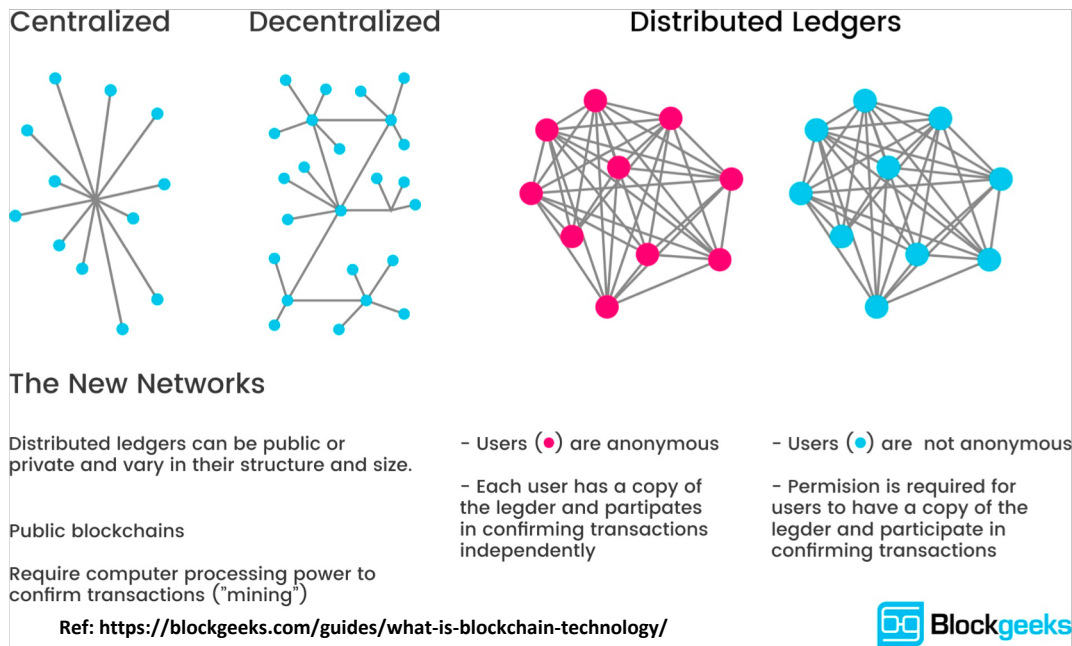 Centralized
Decentralized
Distributed Ledgers
The New Networks
Distributed ledgers can be public or
private and vary in their structure and size.
Public blockchains
Require computer processing power to
confirm transactions ("mining")
- Users (●) are anonymous
- Each user has a copy of
the legder and partipates
in confirming transactions
independently
- Users (●) are not anonymous
- Permision is required for
users to have a copy of the
legder and participate in
confirming transactions
Ref: https://blockgeeks.com/guides/what-is-blockchain-technology/
Blockgeeks